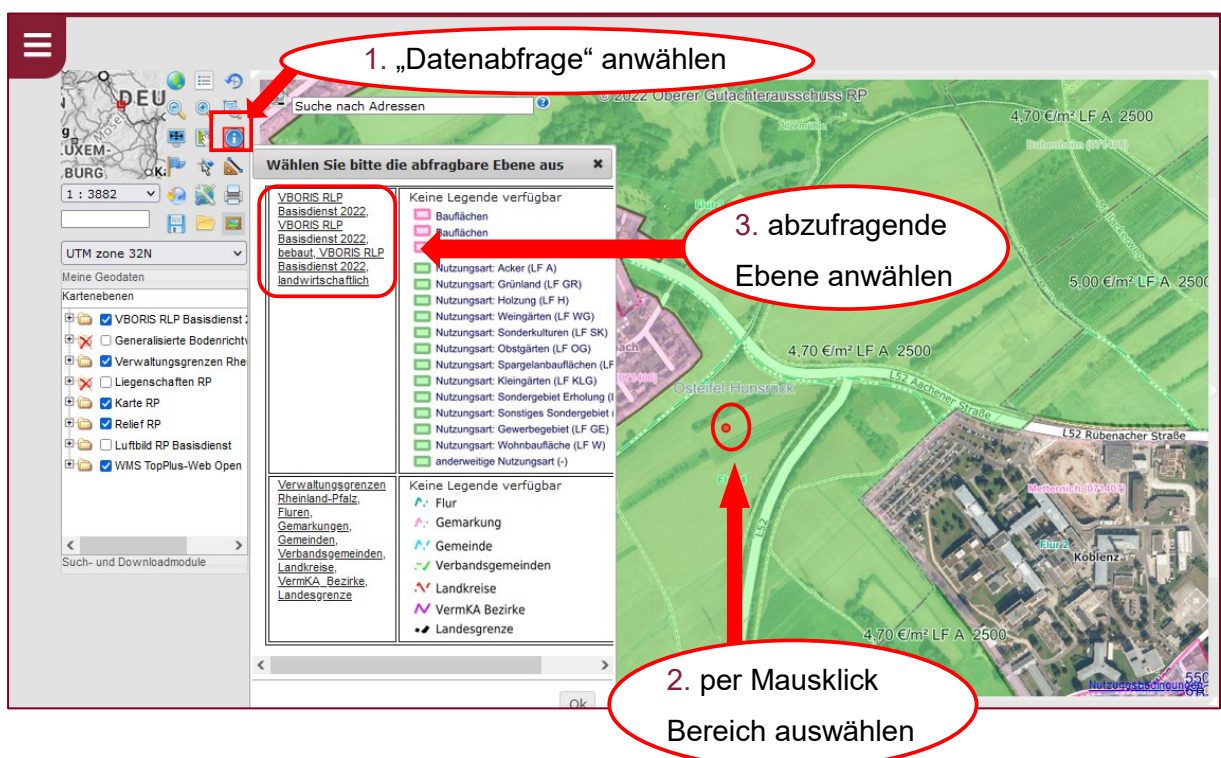 1. „Datenabfrage“ anwählen
DEU
LUXEM-
BURG
Mosel
Suche nach Adressen
© 2022 Oberer Gutachterausschuss RP
4,70 €/m² LF A 2500
Bubenheim (071408)
Wählen Sie bitte die abfragbare Ebene aus
1 : 3882
UTM zone 32N
Meine Geodaten
Kartenebenen
VBORIS RLP Basisdienst 2
Generalisierte Bodenrichtw
Verwaltungsgrenzen Rhe
Liegenschaften RP
Karte RP
Relief RP
Luftbild RP Basisdienst
WMS TopPlus-Web Open
Such- und Downloadmodule
VBORIS RLP
Basisdienst 2022,
VBORIS RLP
Basisdienst 2022,
bebaut, VBORIS RLP
Basisdienst 2022,
landwirtschaftlich
Keine Legende verfügbar
Bauflächen
Bauflächen
Nutzungsart: Acker (LF A)
Nutzungsart: Grünland (LF GR)
Nutzungsart: Holzung (LF H)
Nutzungsart: Weingärten (LF WG)
Nutzungsart: Sonderkulturen (LF SK)
Nutzungsart: Obstgärten (LF OG)
Nutzungsart: Spargelanbauflächen (LF
Nutzungsart: Kleingärten (LF KLG)
Nutzungsart: Sondergebiet Erholung (L
Nutzungsart: Sonstiges Sondergebiet (
Nutzungsart: Gewerbegebiet (LF GE)
Nutzungsart: Wohnbaufläche (LF W)
anderweitige Nutzungsart (-)
Verwaltungsgrenzen
Rheinland-Pfalz,
Fluren,
Gemarkungen,
Gemeinden,
Verbandsgemeinden,
Landkreise,
VermKA_Bezirke,
Landesgrenze
Keine Legende verfügbar
Flur
Gemarkung
Gemeinde
Verbandsgemeinden
Landkreise
VermKA Bezirke
Landesgrenze
Ok
3. abzufragende
Ebene anwählen
5,00 €/m² LF A 2500
4,70 €/m² LF A 2500
L52 Aachener Straße
Osteifel-Hunsrück
L52 Rübenacher Straße
Metternich (071407)
Flur 2
Koblenz
L52
4,70 €/m² LF A 2500
Nutzungsbedingungen
2. per Mausklick
Bereich auswählen